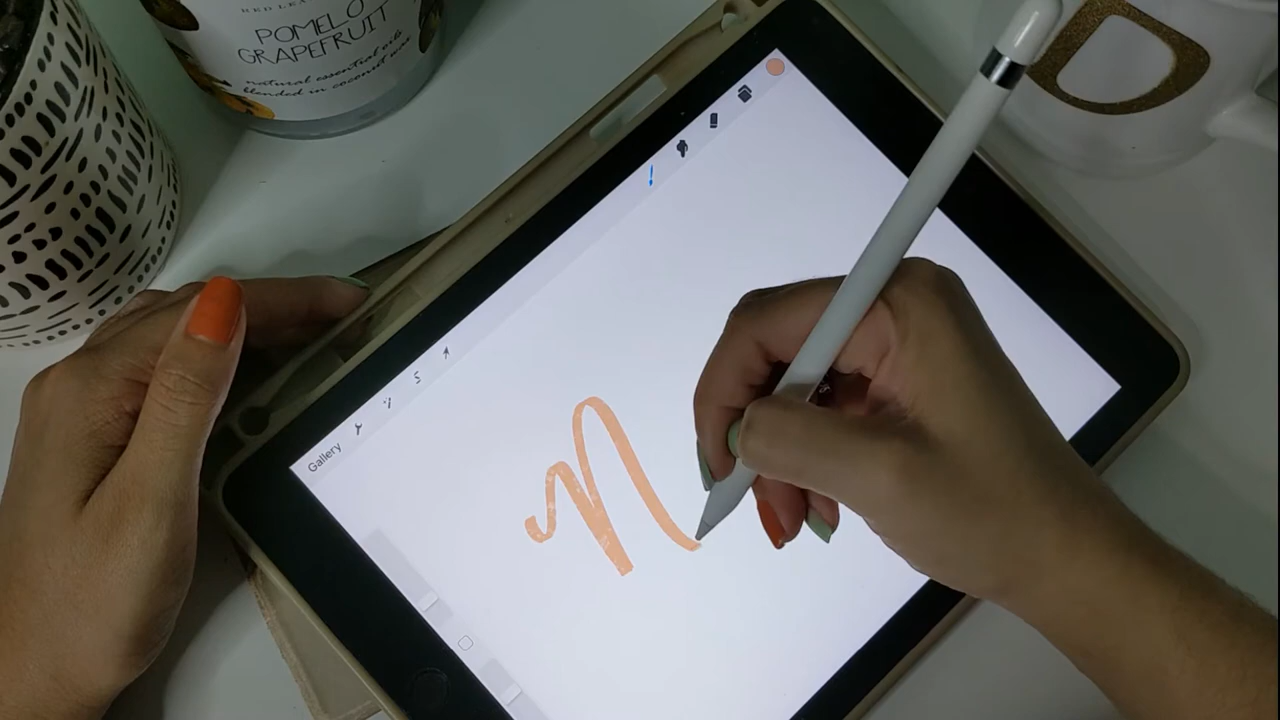 POMELO
GRAPEFRUIT
natural essential oils
blended in coconut wax
D
Gallery
n